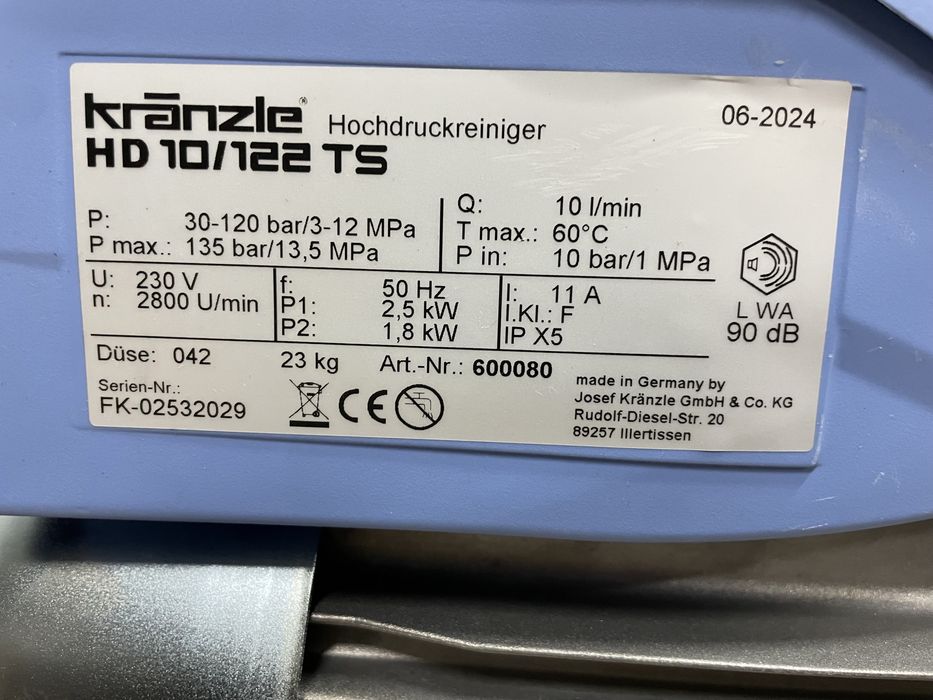 kränzle® Hochdruckreiniger 06-2024
HD 10/122 TS
P: 30-120 bar/3-12 MPa
P max.: 135 bar/13,5 MPa
Q: 10 l/min
T max.: 60°C
P in: 10 bar/1 MPa
U: 230 V
n: 2800 U/min
f: 50 Hz
P1: 2,5 kW
P2: 1,8 kW
I: 11 A
I.Kl.: F
IP X5
L WA
90 dB
Düse: 042 23 kg Art.-Nr.: 600080
Serien-Nr.:
FK-02532029
CE
made in Germany by
Josef Kränzle GmbH & Co. KG
Rudolf-Diesel-Str. 20
89257 Illertissen